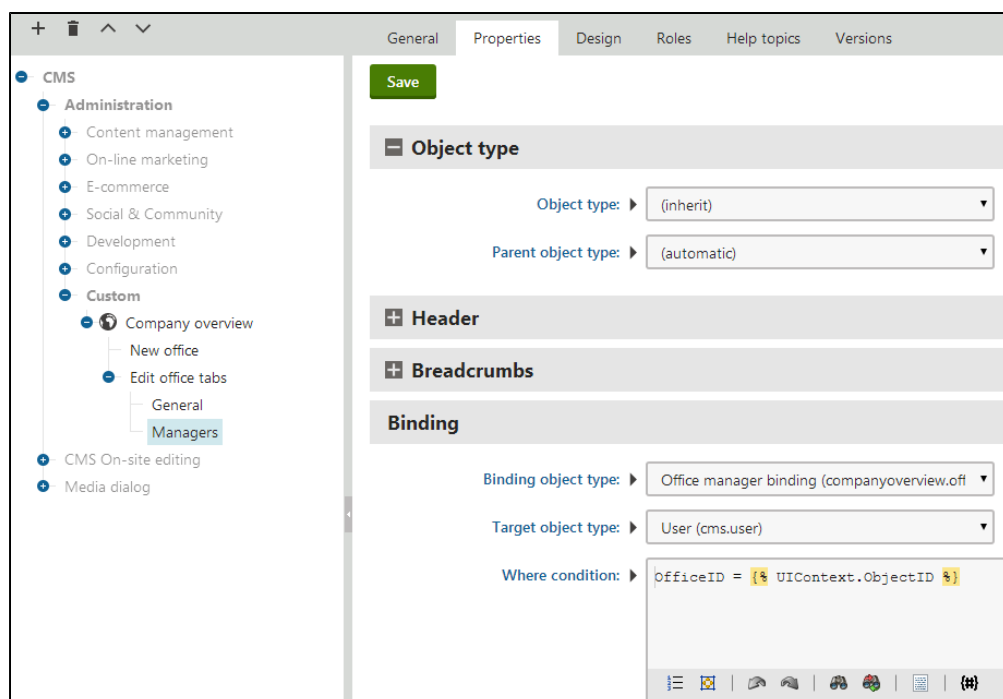 General Properties Design Roles Help topics Versions
CMS
Administration
Content management
On-line marketing
E-commerce
Social & Community
Development
Configuration
Custom
Company overview
New office
Edit office tabs
General
Managers
CMS On-site editing
Media dialog
Save
Object type
Object type: (inherit)
Parent object type: (automatic)
Header
Breadcrumbs
Binding
Binding object type: Office manager binding (companyoverview.off
Target object type: User (cms.user)
Where condition: OfficeID = {% UIContext.ObjectID %}
{#}